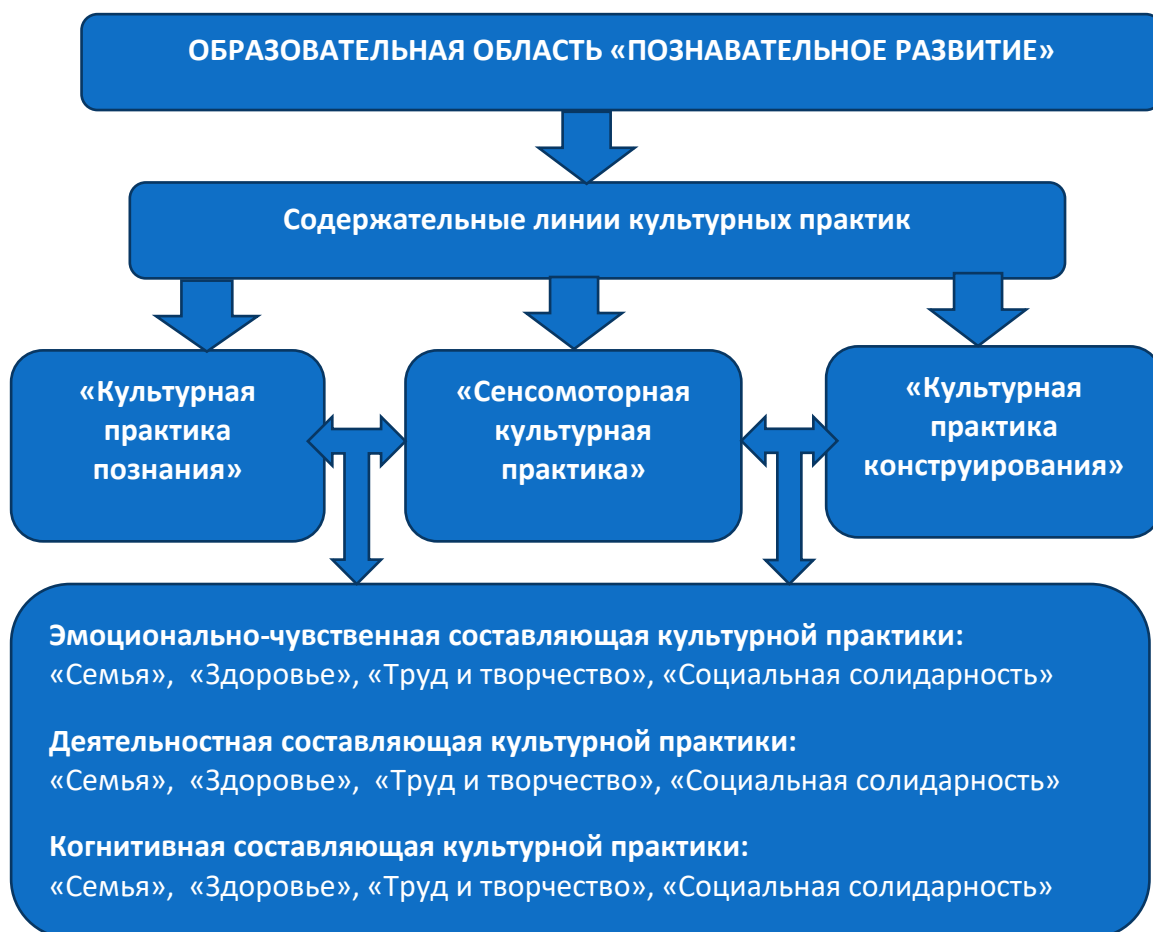 ОБРАЗОВАТЕЛЬНАЯ ОБЛАСТЬ «ПОЗНАВАТЕЛЬНОЕ РАЗВИТИЕ»
Содержательные линии культурных практик
«Культурная
практика
познания»
«Сенсомоторная
культурная
практика»
«Культурная
практика
конструирования»
Эмоционально-чувственная составляющая культурной практики:
«Семья», «Здоровье», «Труд и творчество», «Социальная солидарность»
Деятельностная составляющая культурной практики:
«Семья», «Здоровье», «Труд и творчество», «Социальная солидарность»
Когнитивная составляющая культурной практики:
«Семья», «Здоровье», «Труд и творчество», «Социальная солидарность»